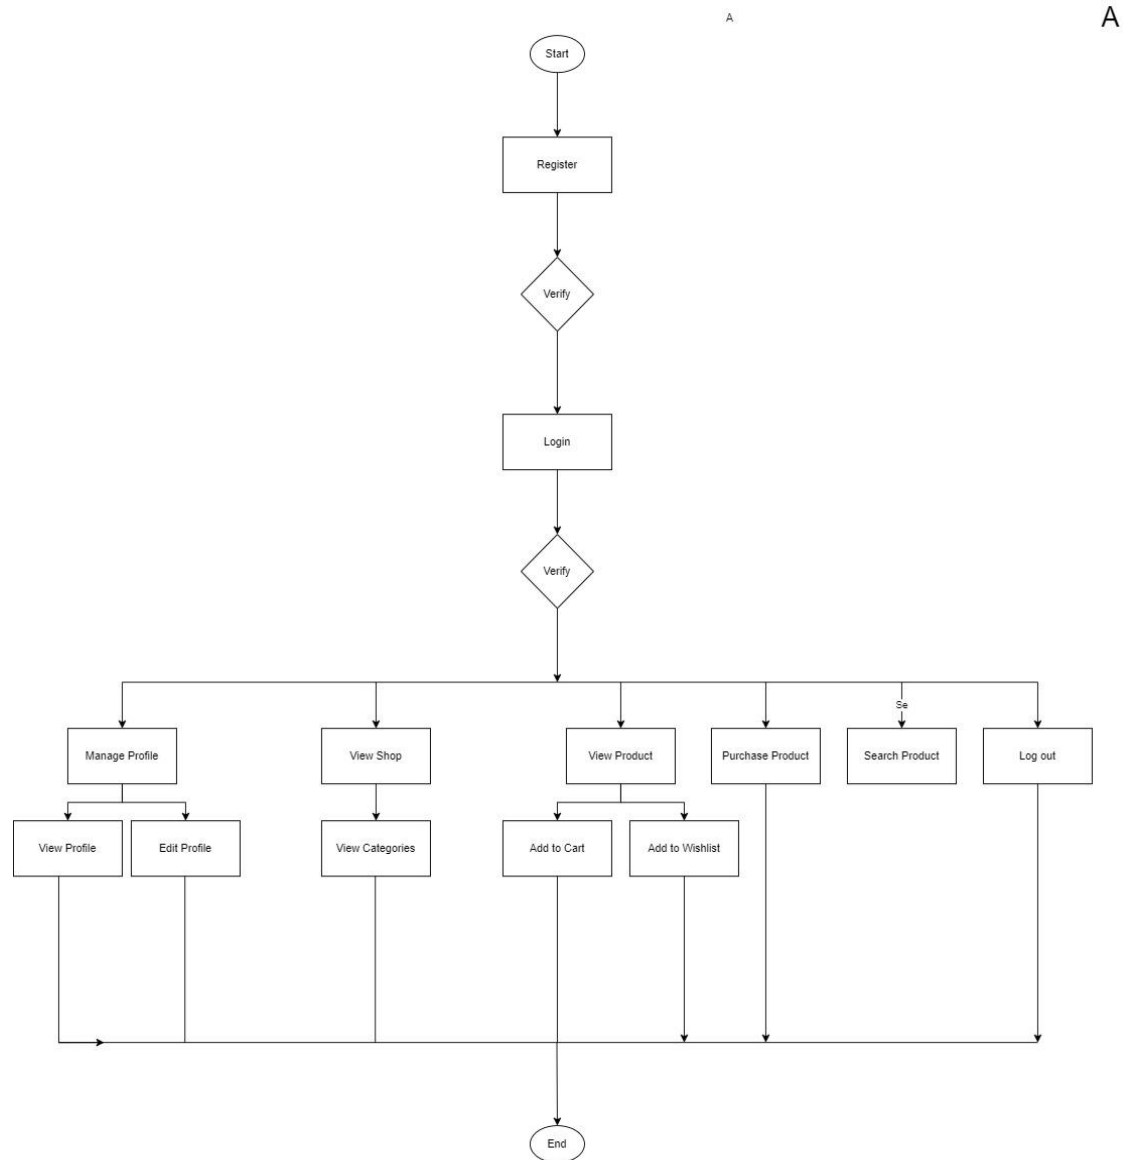 A
A
Start
Register
Verify
Login
Verify
Se
Manage Profile
View Shop
View Product
Purchase Product
Search Product
Log out
View Profile
Edit Profile
View Categories
Add to Cart
Add to Wishlist
End